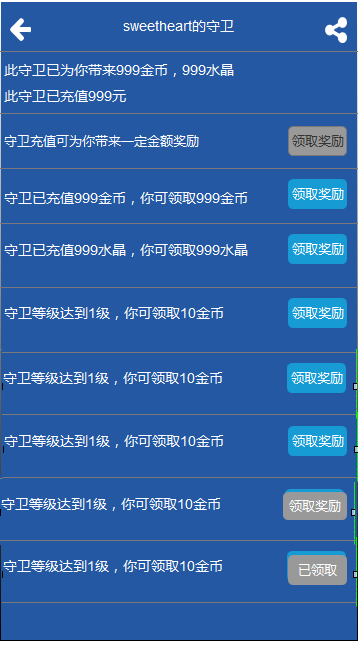 sweetheart的守卫
此守卫已为你带来999金币，999水晶
此守卫已充值999元
守卫充值可为你带来一定金额奖励 领取奖励
守卫已充值999金币，你可领取999金币 领取奖励
守卫已充值999水晶，你可领取999水晶 领取奖励
守卫等级达到1级，你可领取10金币 领取奖励
守卫等级达到1级，你可领取10金币 领取奖励
守卫等级达到1级，你可领取10金币 领取奖励
守卫等级达到1级，你可领取10金币 领取奖励
守卫等级达到1级，你可领取10金币 已领取